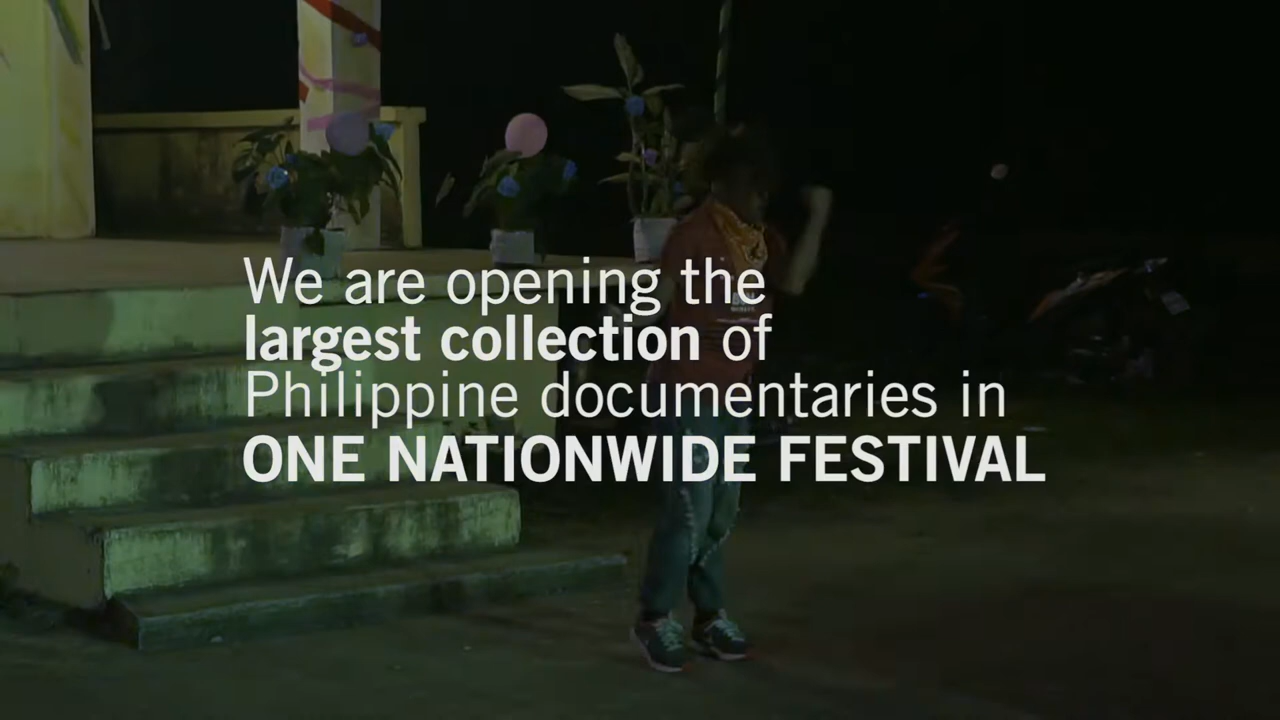 We are opening the
largest collection of
Philippine documentaries in
ONE NATIONWIDE FESTIVAL